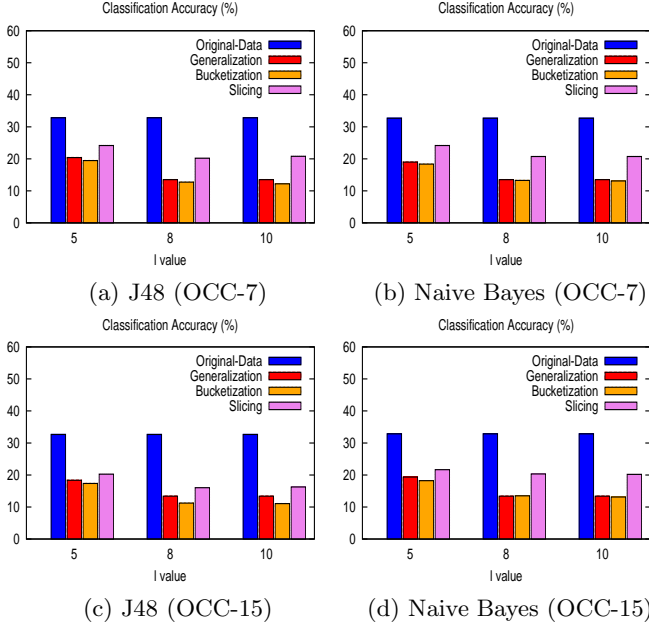 Classification Accuracy (%)
60
50
40
30
20
10
0
Original-Data
Generalization
Bucketization
Slicing
5 8 10
l value
(a) J48 (OCC-7)
Classification Accuracy (%)
60
50
40
30
20
10
0
Original-Data
Generalization
Bucketization
Slicing
5 8 10
l value
(b) Naive Bayes (OCC-7)
Classification Accuracy (%)
60
50
40
30
20
10
0
Original-Data
Generalization
Bucketization
Slicing
5 8 10
l value
(c) J48 (OCC-15)
Classification Accuracy (%)
60
50
40
30
20
10
0
Original-Data
Generalization
Bucketization
Slicing
5 8 10
l value
(d) Naive Bayes (OCC-15)